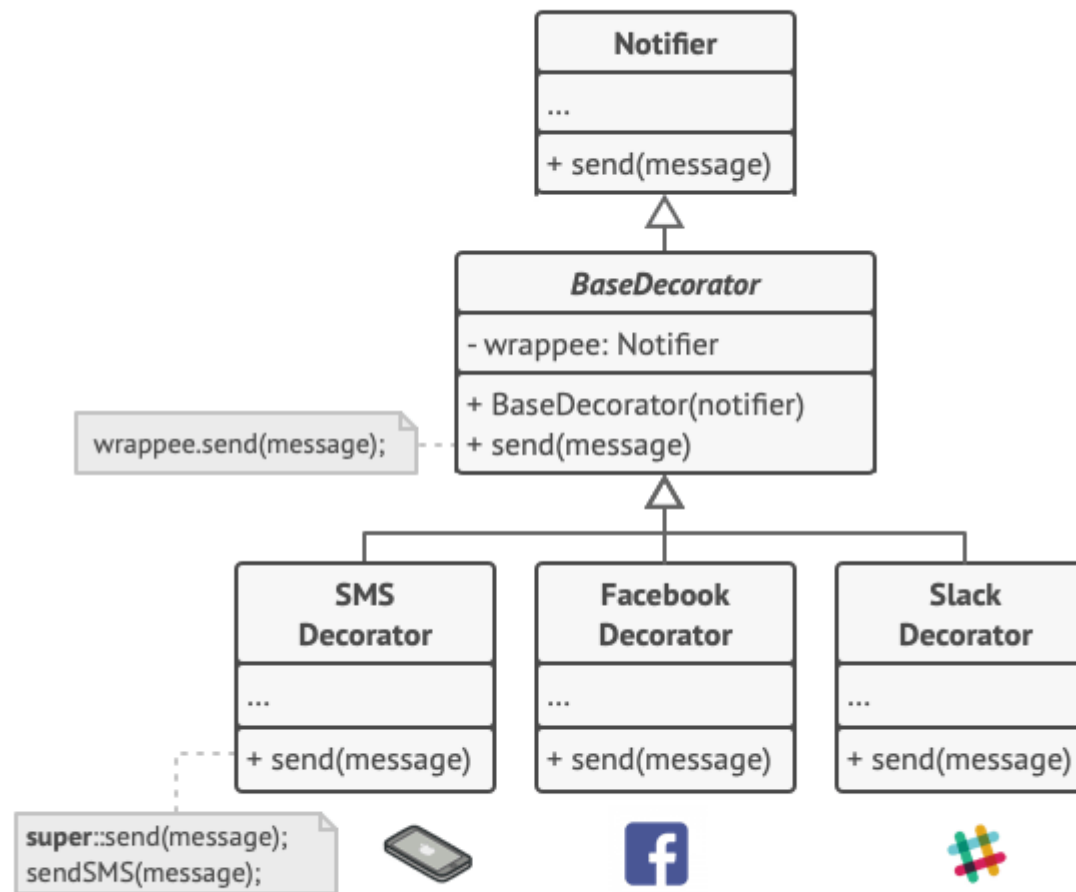 Notifier
...
+ send(message)
BaseDecorator
- wrappee: Notifier
+ BaseDecorator(notifier)
+ send(message)
wrappee.send(message);
SMS
Decorator
...
+ send(message)
Facebook
Decorator
...
+ send(message)
Slack
Decorator
...
+ send(message)
super::send(message);
sendSMS(message);